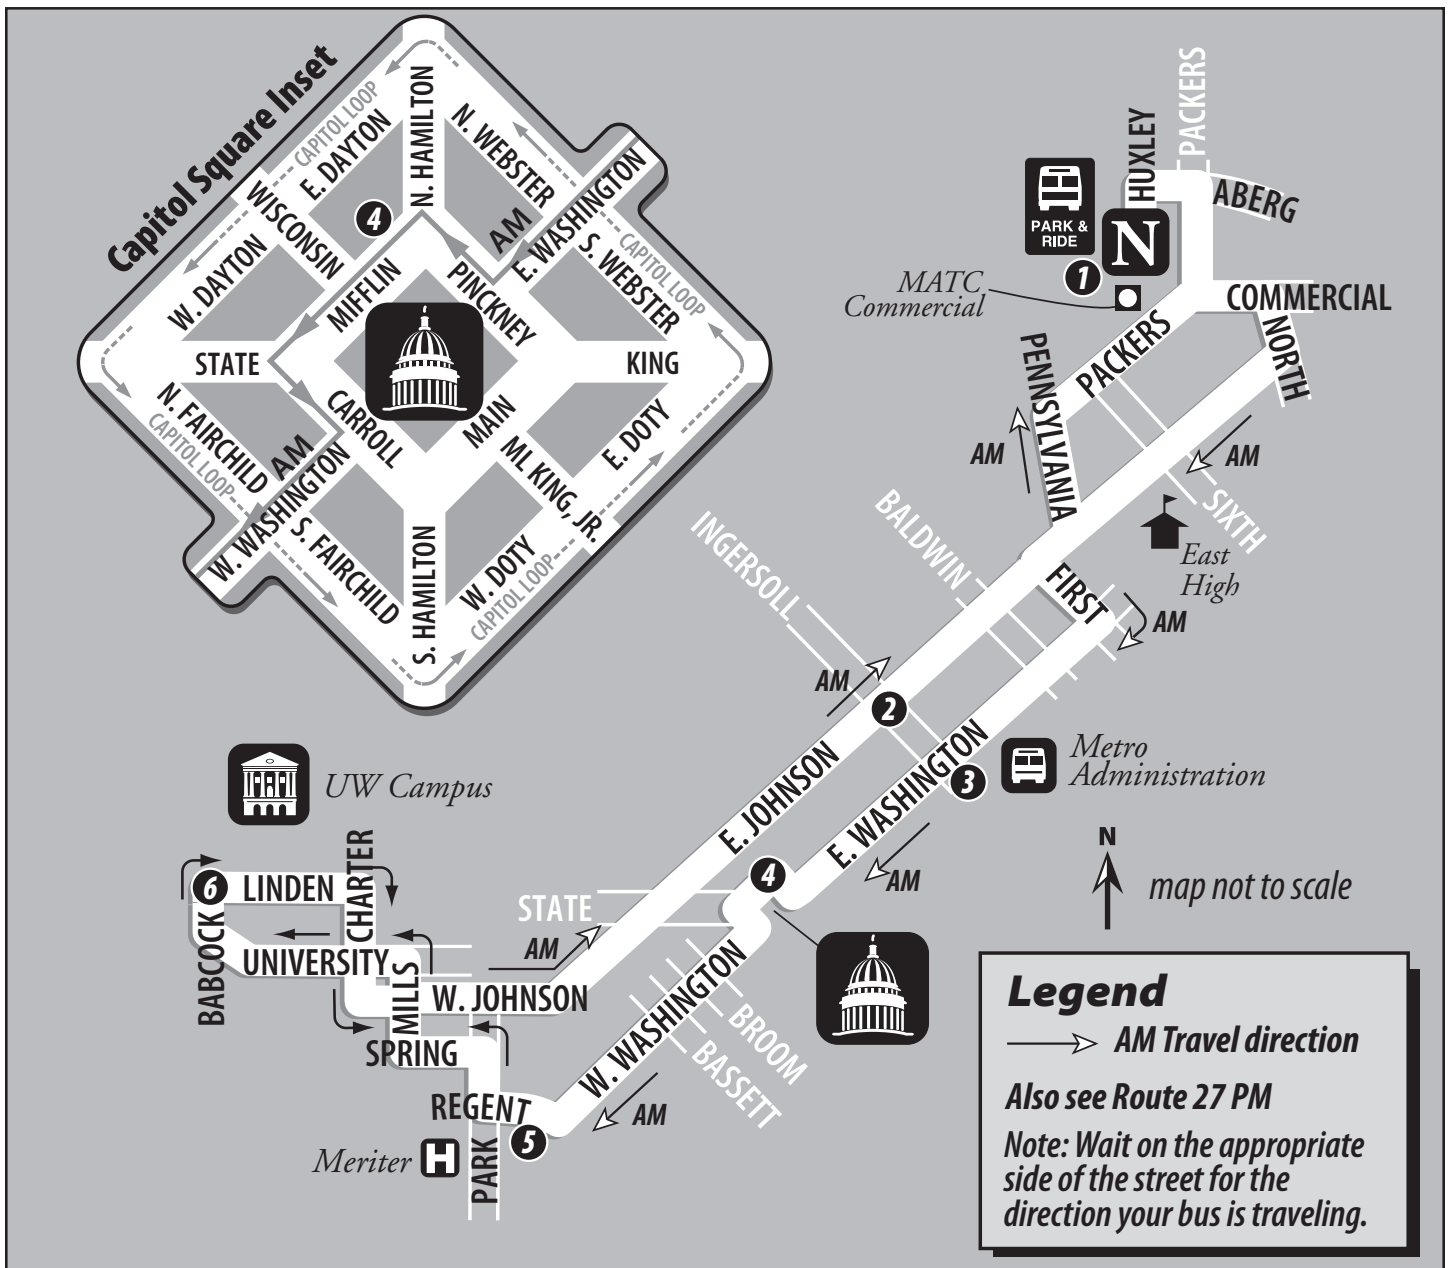 Capitol Square Inset
CAPITOL LOOP
E. DAYTON
N. HAMILTON
N. WEBSTER
WISCONSIN
4
AM
E. WASHINGTON
W. DAYTON
MIFFLIN
PINCKNEY
S. WEBSTER
CAPITOL LOOP
STATE
KING
N. FAIRCHILD
CAPITOL LOOP
AM
CARROLL
MAIN
E. DOTY
W. WASHINGTON
ML KING, JR.
S. FAIRCHILD
S. HAMILTON
W. DOTY
CAPITOL LOOP
PACKERS
HUXLEY
ABERG
PARK &
RIDE
N
1
MATC
Commercial
COMMERCIAL
NORTH
PACKERS
PENNSYLVANIA
AM
AM
SIXTH
East
High
BALDWIN
INGERSOLL
FIRST
AM
AM
2
E. JOHNSON
E. WASHINGTON
3
Metro
Administration
AM
4
N
map not to scale
UW Campus
CHARTER
6
LINDEN
BABCOCK
UNIVERSITY
STATE
AM
MILLS
W. JOHNSON
SPRING
W. WASHINGTON
BROOM
BASSETT
AM
REGENT
5
Meriter
H
PARK
Legend
AM Travel direction
Also see Route 27 PM
Note: Wait on the appropriate
side of the street for the
direction your bus is traveling.